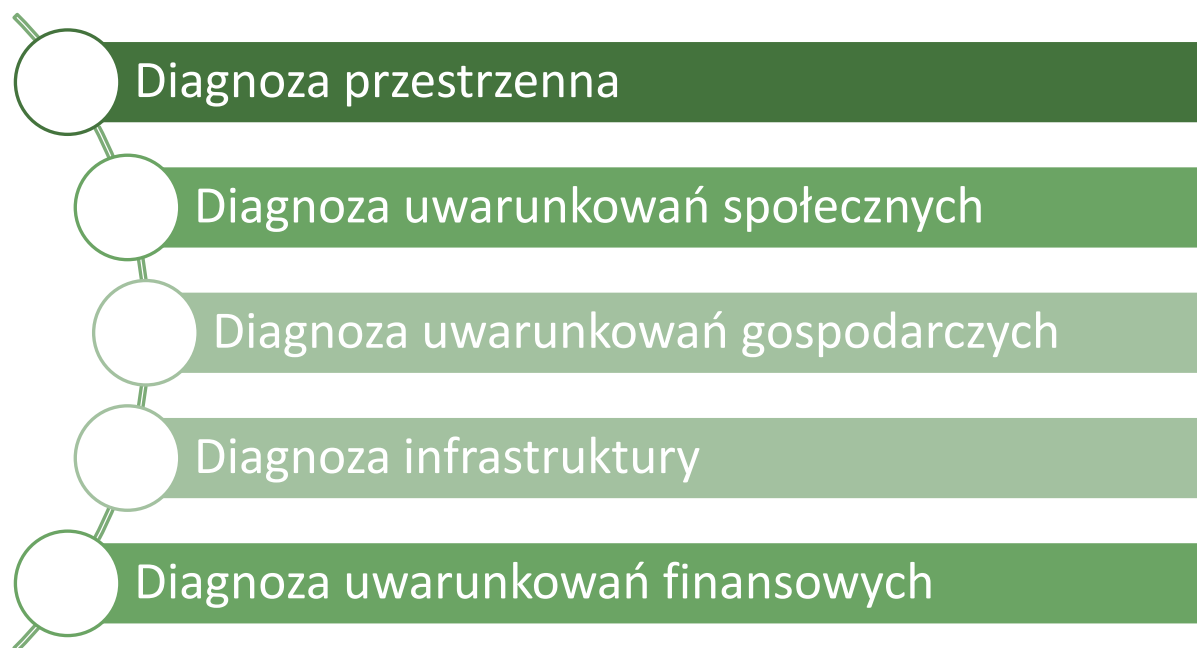 Diagnoza przestrzenna
Diagnoza uwarunkowań społecznych
Diagnoza uwarunkowań gospodarczych
Diagnoza infrastruktury
Diagnoza uwarunkowań finansowych